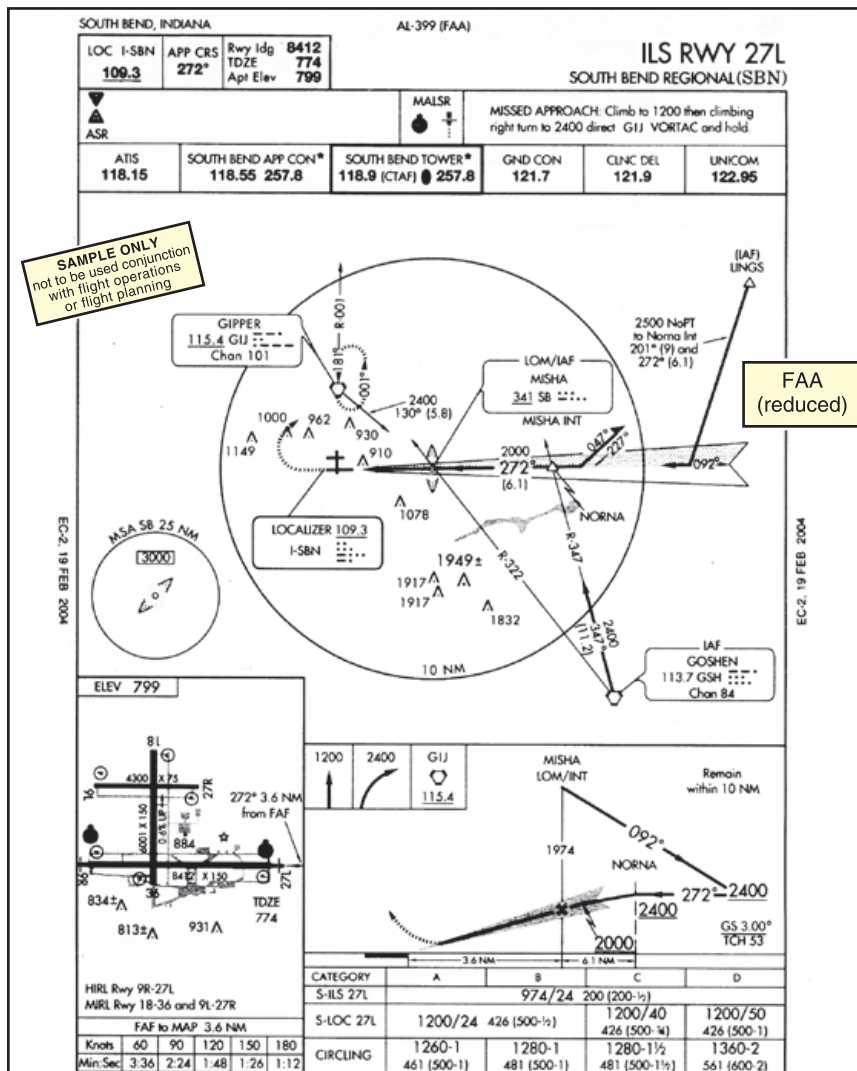 SOUTH BEND, INDIANA
AL-399 (FAA)
LOC I-SBN
109.3
APP CRS
272°
Rwy ldg 8412
TDZE 774
Apt Elev 799
ILS RWY 27L
SOUTH BEND REGIONAL (SBN)
ASR
MALSR
MISSED APPROACH: Climb to 1200 then climbing
right turn to 2400 direct GIJ VORTAC and hold.
ATIS
118.15
SOUTH BEND APP CON*
118.55 257.8
SOUTH BEND TOWER*
118.9 (CTAF) 257.8
GND CON
121.7
CLNC DEL
121.9
UNICOM
122.95
SAMPLE ONLY
not to be used conjunction
with flight operations
or flight planning
(IAF)
LINGS
2500 NoPT
to Norna Int
201° (9) and
272° (6.1)
FAA
(reduced)
R-001
181°
001°
GIPPER
115.4 GIJ
Chan 101
LOM/IAF
MISHA
341 SB
MISHA INT
2400
130° (5.8)
1000
962
930
1149
910
2000
272°
(6.1)
047°
227°
092°
NORNA
1078
LOCALIZER 109.3
I-SBN
R-322
R-347
1949±
1917
1917
1832
2400
347°
(11.2)
IAF
GOSHEN
113.7 GSH
Chan 84
10 NM
MSA SB 25 NM
3000
EC-2, 19 FEB 2004
EC-2, 19 FEB 2004
ELEV 799
18
4300 X 75
9L
27R
6001 X 150
0.6% UP
272° 3.6 NM
from FAF
884
9R
8412 X 150
36
27L
TDZE
774
834±
813±
931
HIRL Rwy 9R-27L
MIRL Rwy 18-36 and 9L-27R
FAF to MAP 3.6 NM
Knots 60 90 120 150 180
Min:Sec 3:36 2:24 1:48 1:26 1:12
1200
2400
GIJ
115.4
MISHA
LOM/INT
Remain
within 10 NM
092°
1974
NORNA
272°
2400
2400
2000
GS 3.00°
TCH 53
3.6 NM
6.1 NM
CATEGORY A B C D
S-ILS 27L 974/24 200 (200-½)
S-LOC 27L 1200/24 426 (500-½) 1200/40 426 (500-¾) 1200/50 426 (500-1)
CIRCLING 1260-1 461 (500-1) 1280-1 481 (500-1) 1280-1½ 481 (500-1½) 1360-2 561 (600-2)